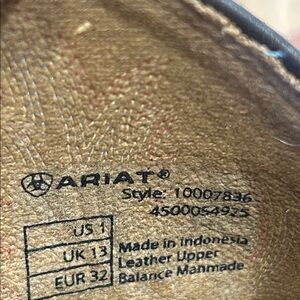 ARIAT®
Style: 10007836
4500054925
US 1
UK 13
EUR 32
Made in Indonesia
Leather Upper
Balance Manmade